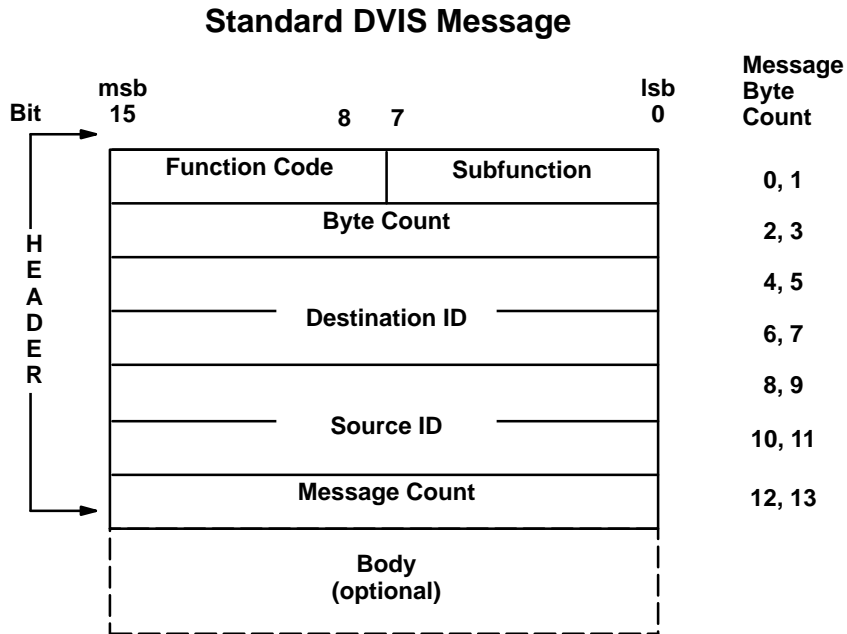 Standard DVIS Message
msb
lsb
Message
Byte
Count
Bit
15
8
7
0
Function Code
Subfunction
0, 1
Byte Count
2, 3
4, 5
Destination ID
6, 7
8, 9
Source ID
10, 11
Message Count
12, 13
HEADER
Body
(optional)